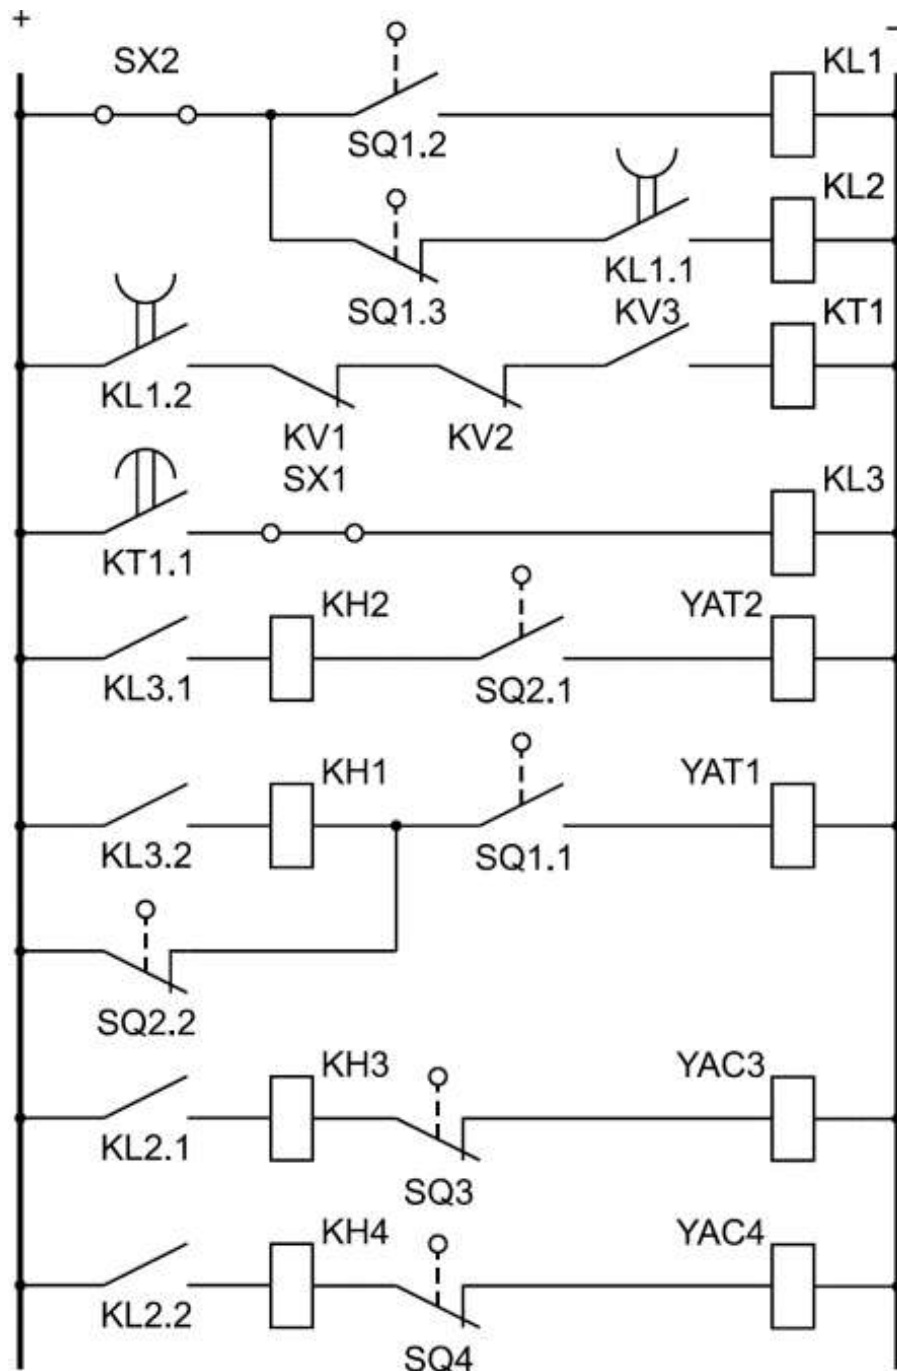 + -
SX2 KL1
SQ1.2
KL2
SQ1.3 KL1.1
KV3 KT1
KL1.2
KV1 KV2
SX1 KL3
KT1.1
KH2 YAT2
KL3.1 SQ2.1
KH1 YAT1
KL3.2 SQ1.1
SQ2.2
KH3 YAC3
KL2.1
SQ3
KH4 YAC4
KL2.2
SQ4